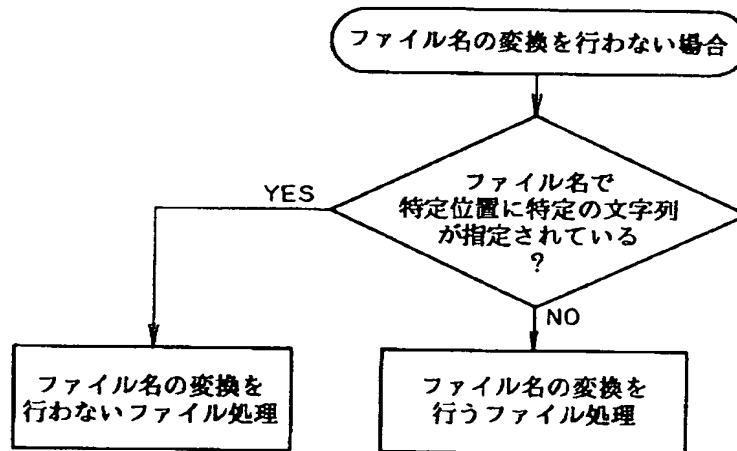 ファイル名の変換を行わない場合
ファイル名で
特定位置に特定の文字列
が指定されている
?
YES
NO
ファイル名の変換を
行わないファイル処理
ファイル名の変換を
行うファイル処理